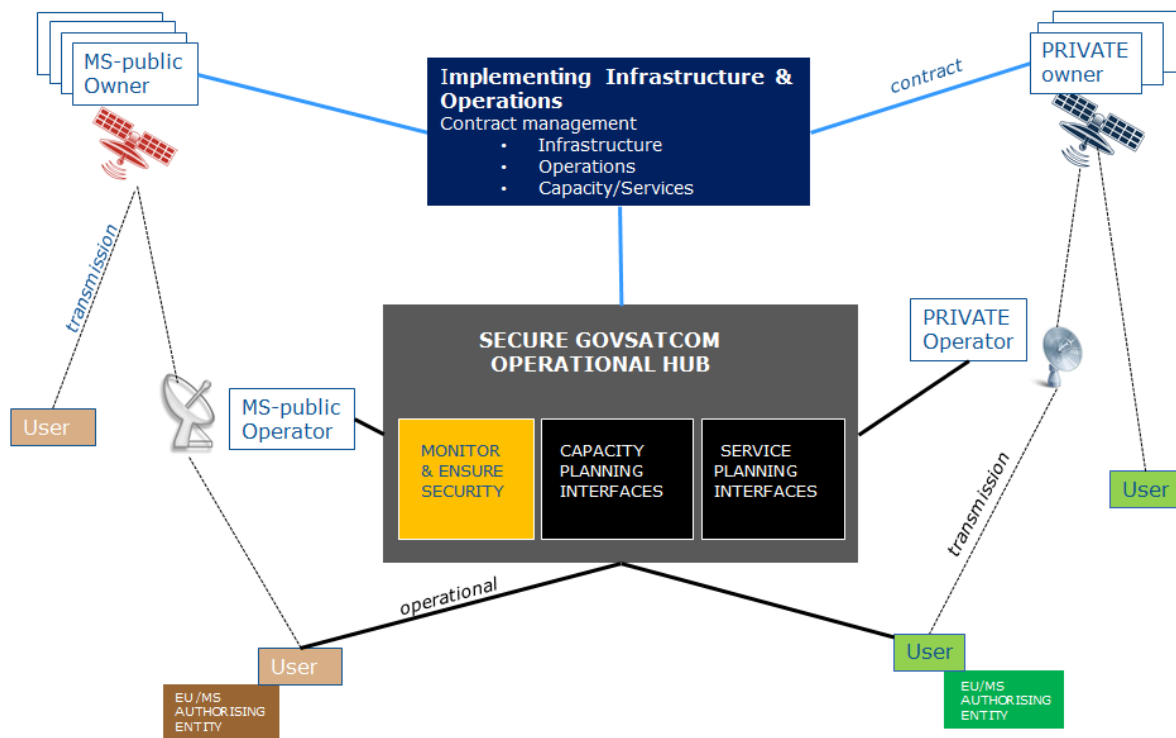 MS-public
Owner
Implementing Infrastructure &
Operations
Contract management
• Infrastructure
• Operations
• Capacity/Services
contract
PRIVATE
owner
transmission
SECURE GOVSATCOM
OPERATIONAL HUB
PRIVATE
Operator
User
MS-public
Operator
MONITOR
& ENSURE
SECURITY
CAPACITY
PLANNING
INTERFACES
SERVICE
PLANNING
INTERFACES
User
transmission
operational
User
EU/MS
AUTHORISING
ENTITY
User
EU/MS
AUTHORISING
ENTITY